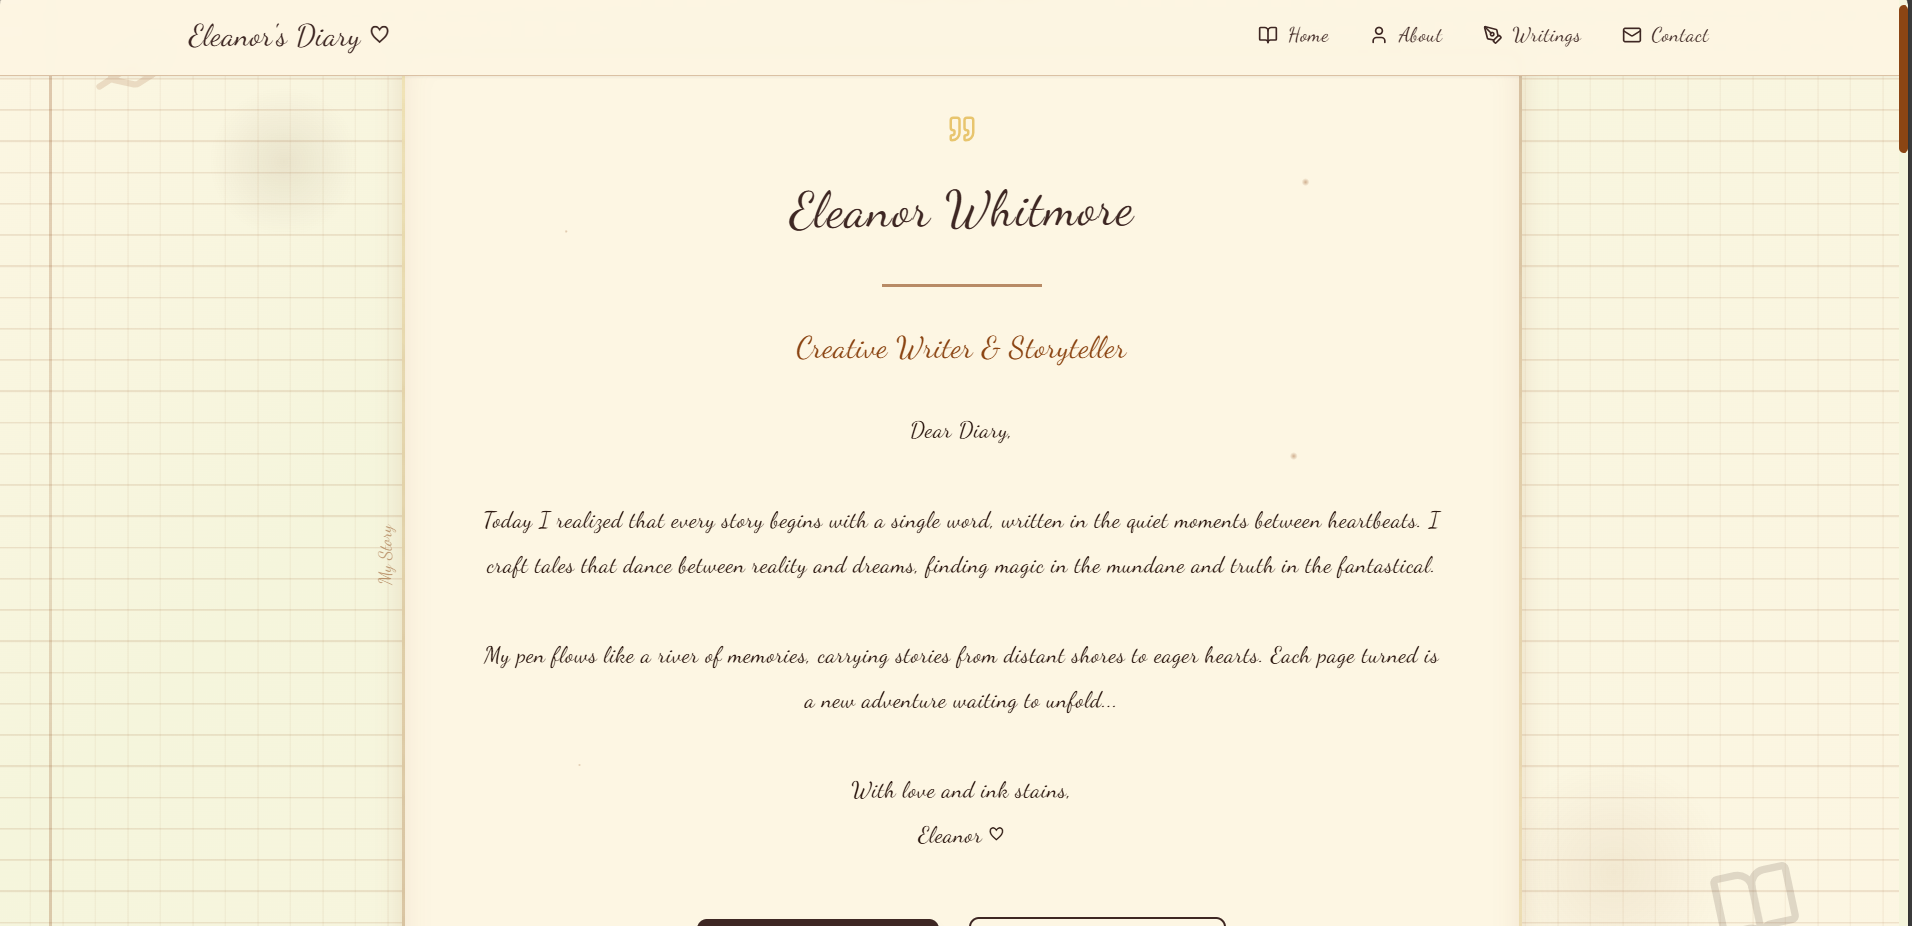 Eleanor's Diary ♡
Home
About
Writings
Contact
Eleanor Whitmore
Creative Writer & Storyteller
Dear Diary,
Today I realized that every story begins with a single word, written in the quiet moments between heartbeats. I
craft tales that dance between reality and dreams, finding magic in the mundane and truth in the fantastical.
My Story
My pen flows like a river of memories, carrying stories from distant shores to eager hearts. Each page turned is
a new adventure waiting to unfold...
With love and ink stains,
Eleanor ♡